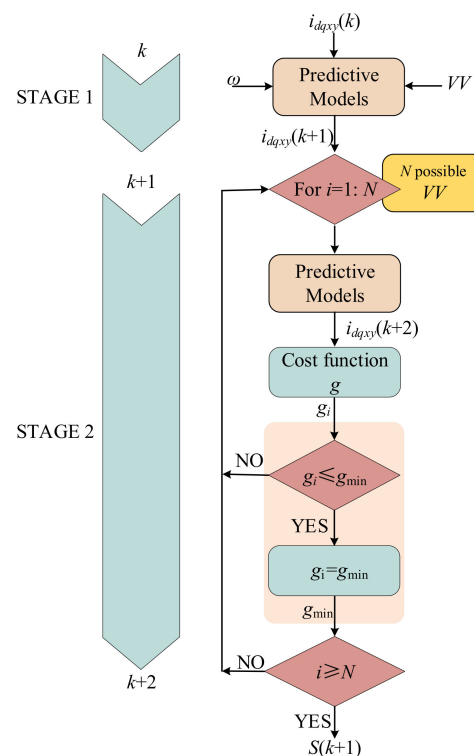 i_dqxy(k)
k
ω
Predictive
Models
VV
STAGE 1
i_dqxy(k+1)
k+1
For i=1: N
N possible
VV
Predictive
Models
i_dqxy(k+2)
Cost function
g
g_i
STAGE 2
NO
g_i≤g_min
YES
g_i=g_min
g_min
NO
i≥N
k+2
YES
S(k+1)